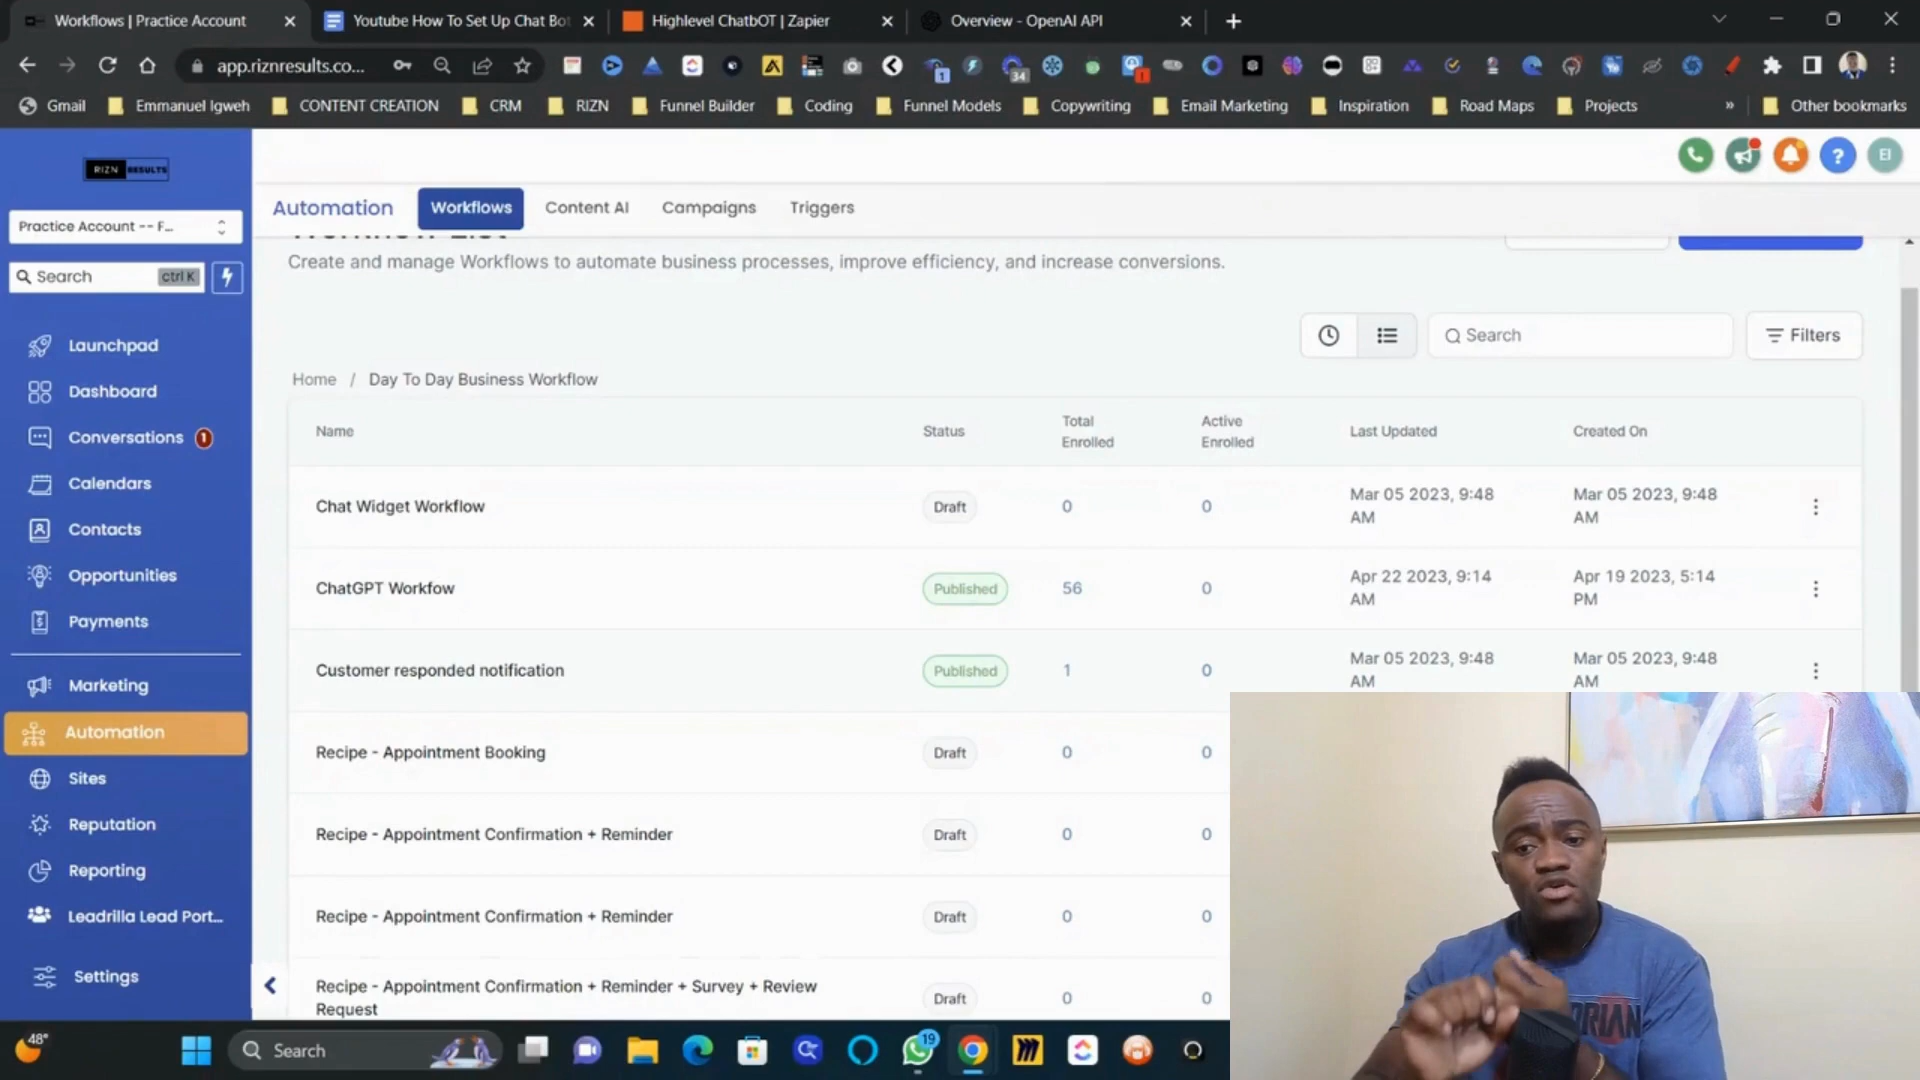 Workflows | Practice Account
Youtube How To Set Up Chat Bot
Highlevel ChatbOT | Zapier
Overview - OpenAI API
app.riznresults.co...
1
34
Gmail
Emmanuel Igweh
CONTENT CREATION
CRM
RIZN
Funnel Builder
Coding
Funnel Models
Copywriting
Email Marketing
Inspiration
Road Maps
Projects
»
Other bookmarks
RIZN RESULTS
EI
Practice Account -- F...
Automation
Workflows
Content AI
Campaigns
Triggers
Create and manage Workflows to automate business processes, improve efficiency, and increase conversions.
Search
ctrl K
Search
Filters
Launchpad
Dashboard
Conversations
1
Calendars
Contacts
Opportunities
Payments
Marketing
Automation
Sites
Reputation
Reporting
Leadrilla Lead Port...
Settings
Home / Day To Day Business Workflow
Name
Status
Total
Enrolled
Active
Enrolled
Last Updated
Created On
Chat Widget Workflow
Draft
0
0
Mar 05 2023, 9:48
AM
Mar 05 2023, 9:48
AM
ChatGPT Workfow
Published
56
0
Apr 22 2023, 9:14
AM
Apr 19 2023, 5:14
PM
Customer responded notification
Published
1
0
Mar 05 2023, 9:48
AM
Mar 05 2023, 9:48
AM
Recipe - Appointment Booking
Draft
0
0
Recipe - Appointment Confirmation + Reminder
Draft
0
0
Recipe - Appointment Confirmation + Reminder
Draft
0
0
Recipe - Appointment Confirmation + Reminder + Survey + Review
Request
Draft
0
0
48°
Search
19